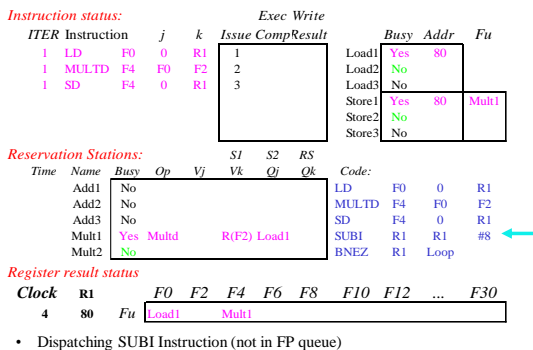 Instruction status: Exec Write
ITER Instruction j k Issue Comp Result Busy Addr Fu
1 LD F0 0 R1 1 Load1 Yes 80
1 MULTD F4 F0 F2 2 Load2 No
1 SD F4 0 R1 3 Load3 No
Store1 Yes 80 Mult1
Store2 No
Store3 No
Reservation Stations: S1 S2 RS
Time Name Busy Op Vj Vk Qj Qk Code:
Add1 No LD F0 0 R1
Add2 No MULTD F4 F0 F2
Add3 No SD F4 0 R1
Mult1 Yes Multd R(F2) Load1 SUBI R1 R1 #8
Mult2 No BNEZ R1 Loop
Register result status
Clock R1 F0 F2 F4 F6 F8 F10 F12 ... F30
4 80 Fu Load1 Mult1
• Dispatching SUBI Instruction (not in FP queue)